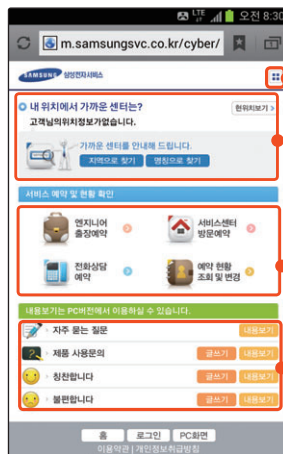 LTE 오전 8:30
m.samsungsvc.co.kr/cyber/
SAMSUNG 삼성전자서비스
내 위치에서 가까운 센터는? 현위치보기 >
고객님의위치정보가없습니다.
가까운 센터를 안내해 드립니다.
지역으로 찾기 명칭으로 찾기
서비스 예약 및 현황 확인
엔지니어 출장예약
서비스센터 방문예약
전화상담 예약
예약 현황 조회 및 변경
내용보기는 PC버전에서 이용하실 수 있습니다.
자주 묻는 질문 내용보기
제품 사용문의 글쓰기 내용보기
칭찬합니다 글쓰기 내용보기
불편합니다 글쓰기 내용보기
홈 로그인 PC화면
이용약관 | 개인정보취급방침